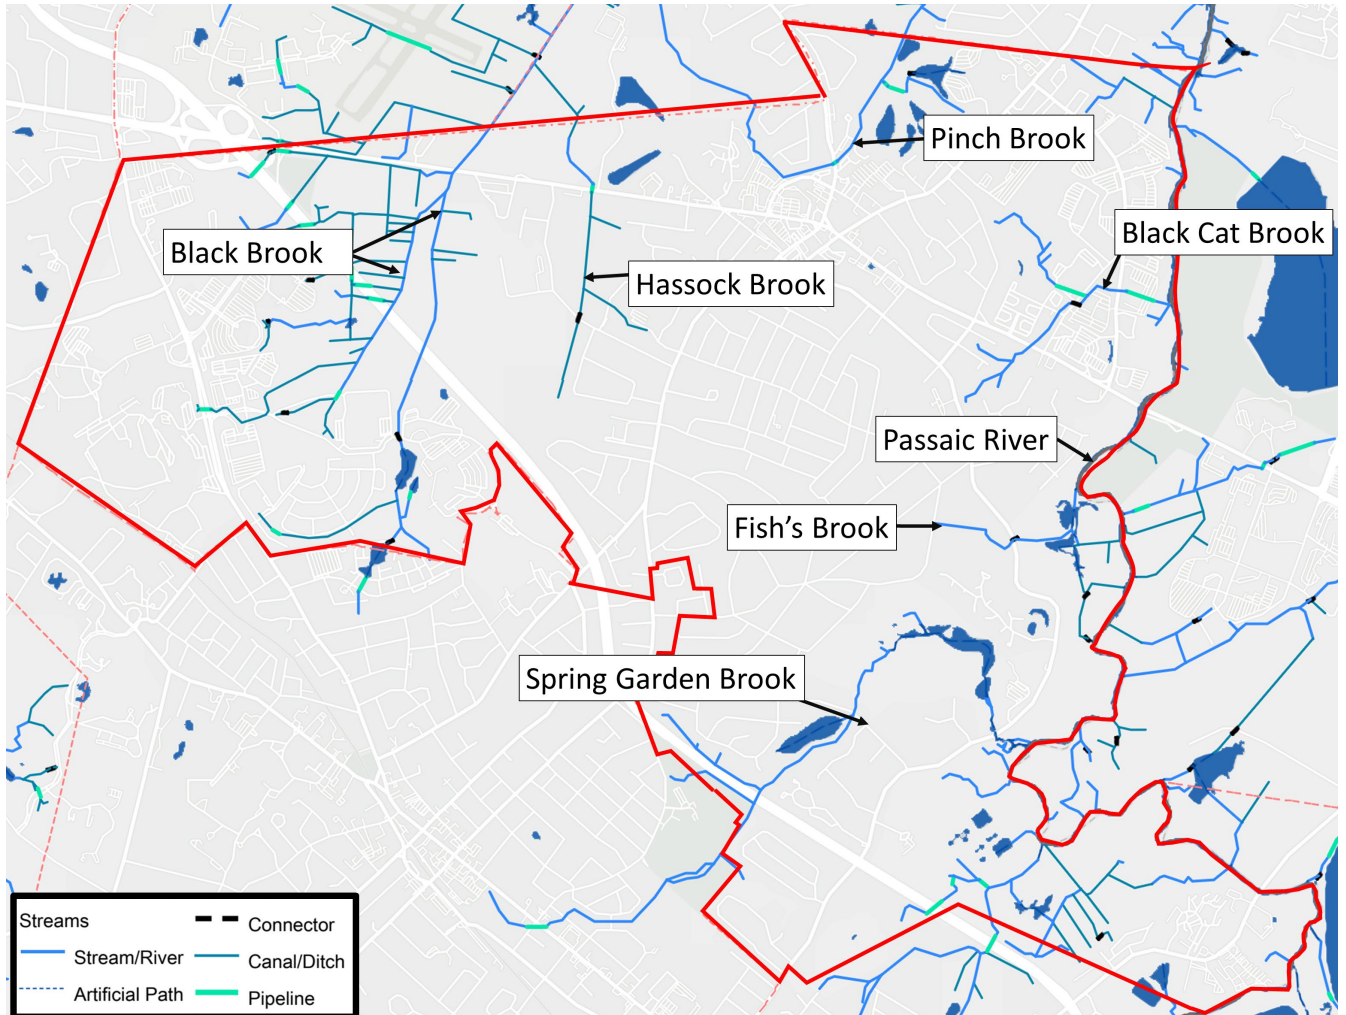 Pinch Brook
Black Cat Brook
Black Brook
Hassock Brook
Passaic River
Fish's Brook
Spring Garden Brook
Streams
Connector
Stream/River
Canal/Ditch
Artificial Path
Pipeline